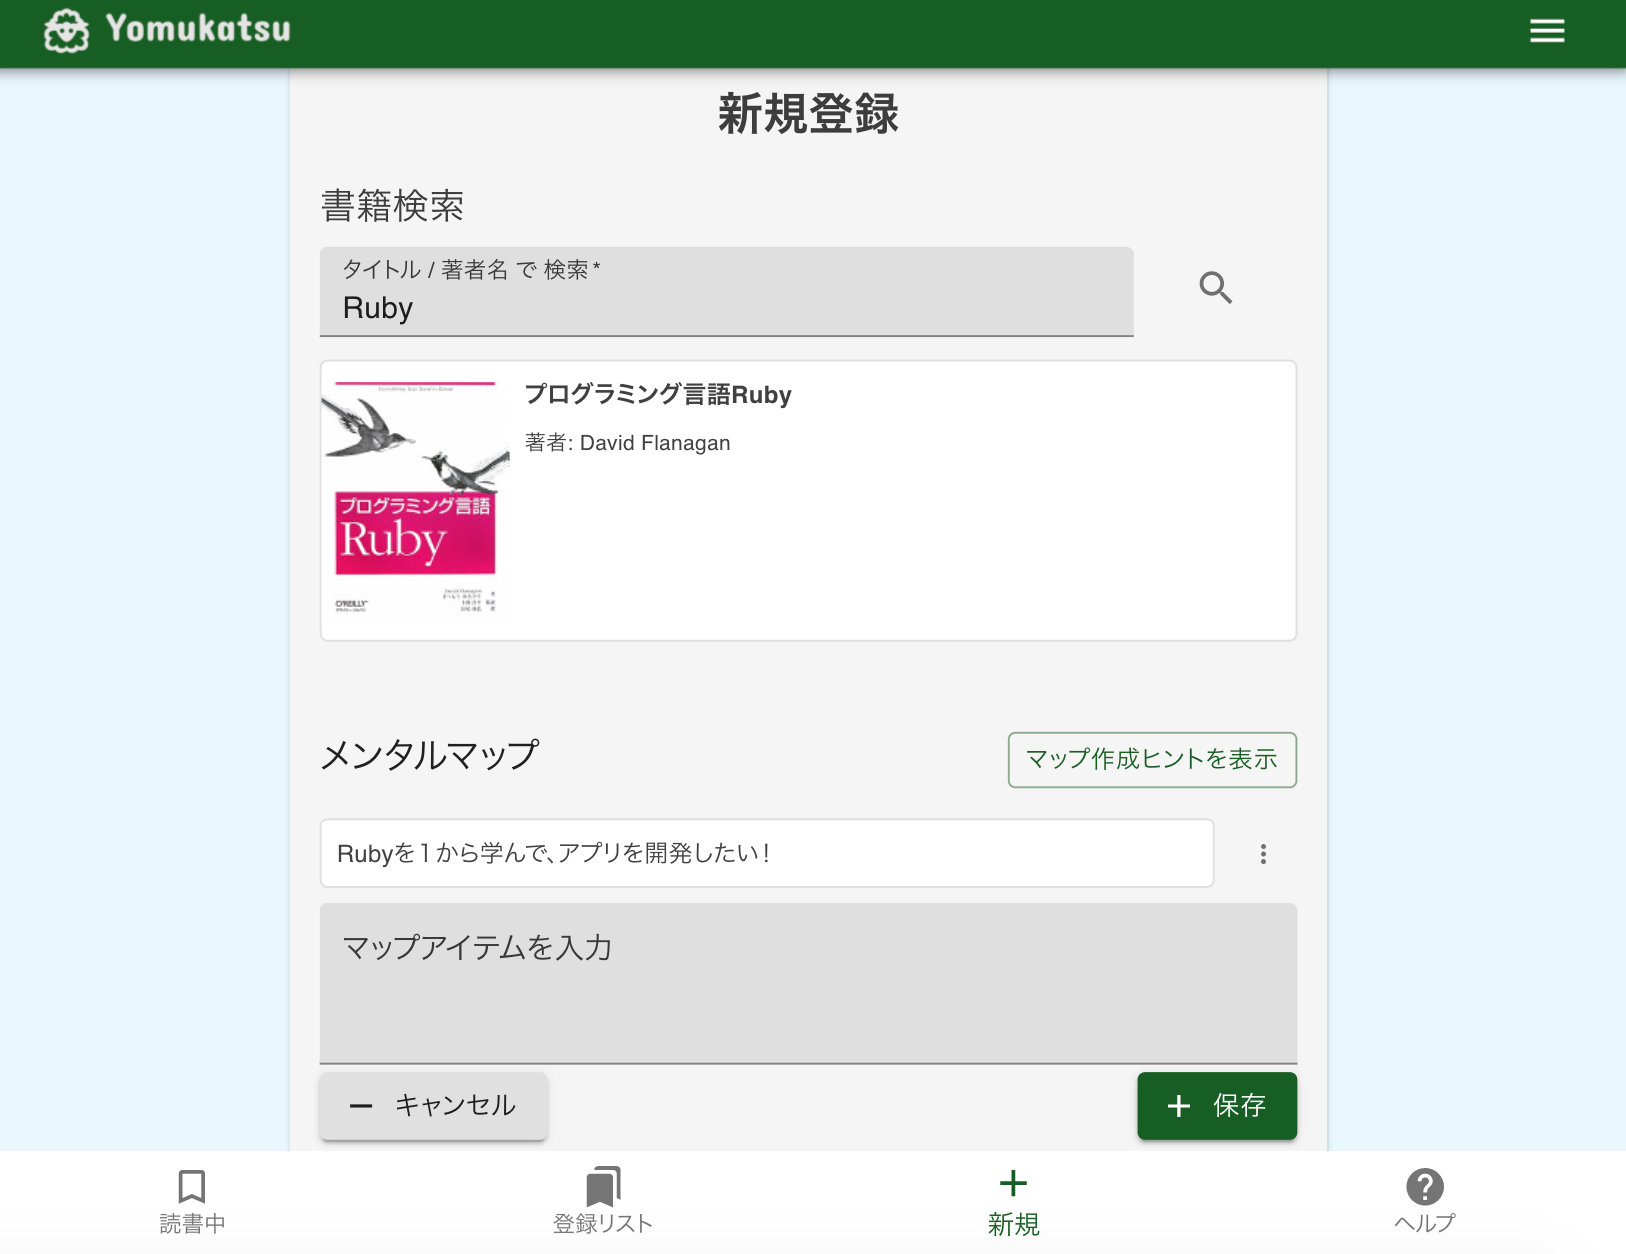 Yomukatsu
新規登録
書籍検索
タイトル / 著者名 で 検索*
Ruby
プログラミング言語Ruby
著者: David Flanagan
プログラミング言語
Ruby
O'REILLY
メンタルマップ
マップ作成ヒントを表示
Rubyを1から学んで、アプリを開発したい！
マップアイテムを入力
キャンセル
保存
読書中
登録リスト
新規
ヘルプ